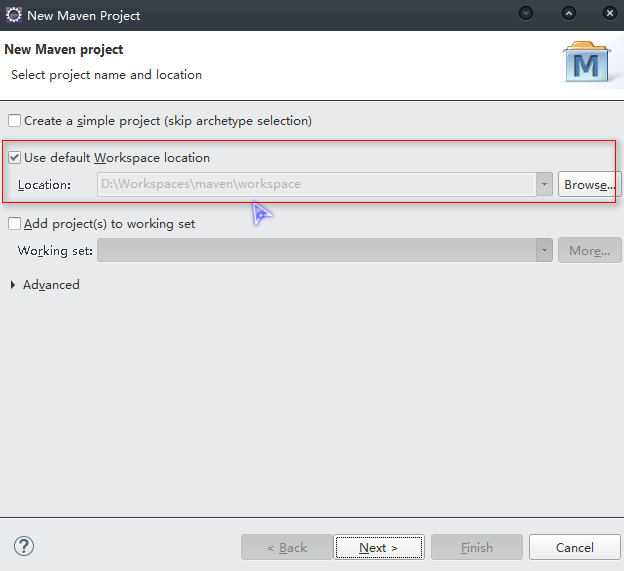 New Maven Project
New Maven project
Select project name and location
M
Create a simple project (skip archetype selection)
Use default Workspace location
Location: D:\Workspaces\maven\workspace Browse...
Add project(s) to working set
Working set: More...
Advanced
? < Back Next > Finish Cancel